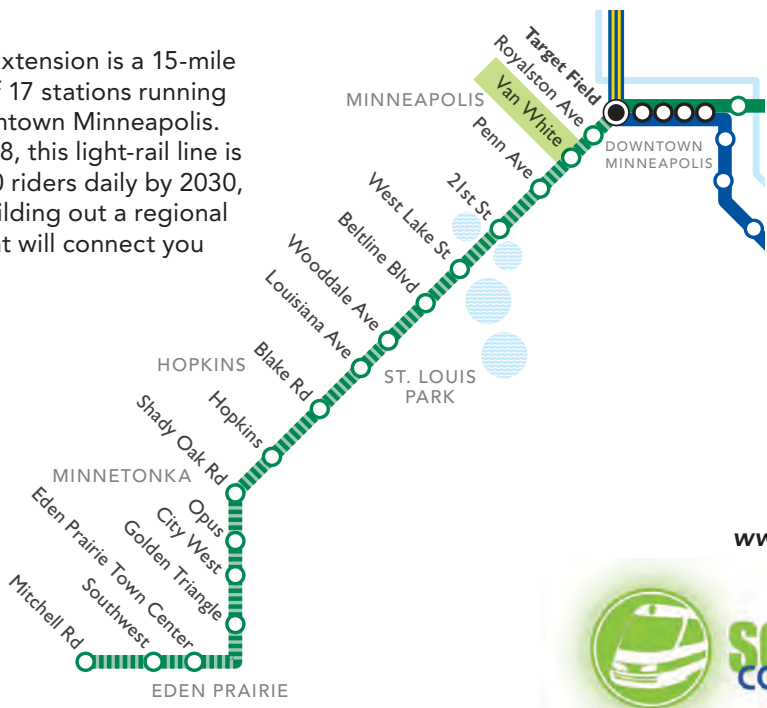 xtension is a 15-mile
17 stations running
ntown Minneapolis.
8, this light-rail line is
0 riders daily by 2030,
ilding out a regional
t will connect you
Target Field
Royalston Ave
Van White
Penn Ave
21st St
West Lake St
Beltline Blvd
Wooddale Ave
Louisiana Ave
Blake Rd
Hopkins
Shady Oak Rd
Opus
City West
Golden Triangle
Eden Prairie Town Center
Southwest
Mitchell Rd
MINNEAPOLIS
DOWNTOWN
MINNEAPOLIS
HOPKINS
ST. LOUIS
PARK
MINNETONKA
EDEN PRAIRIE
ww
CO